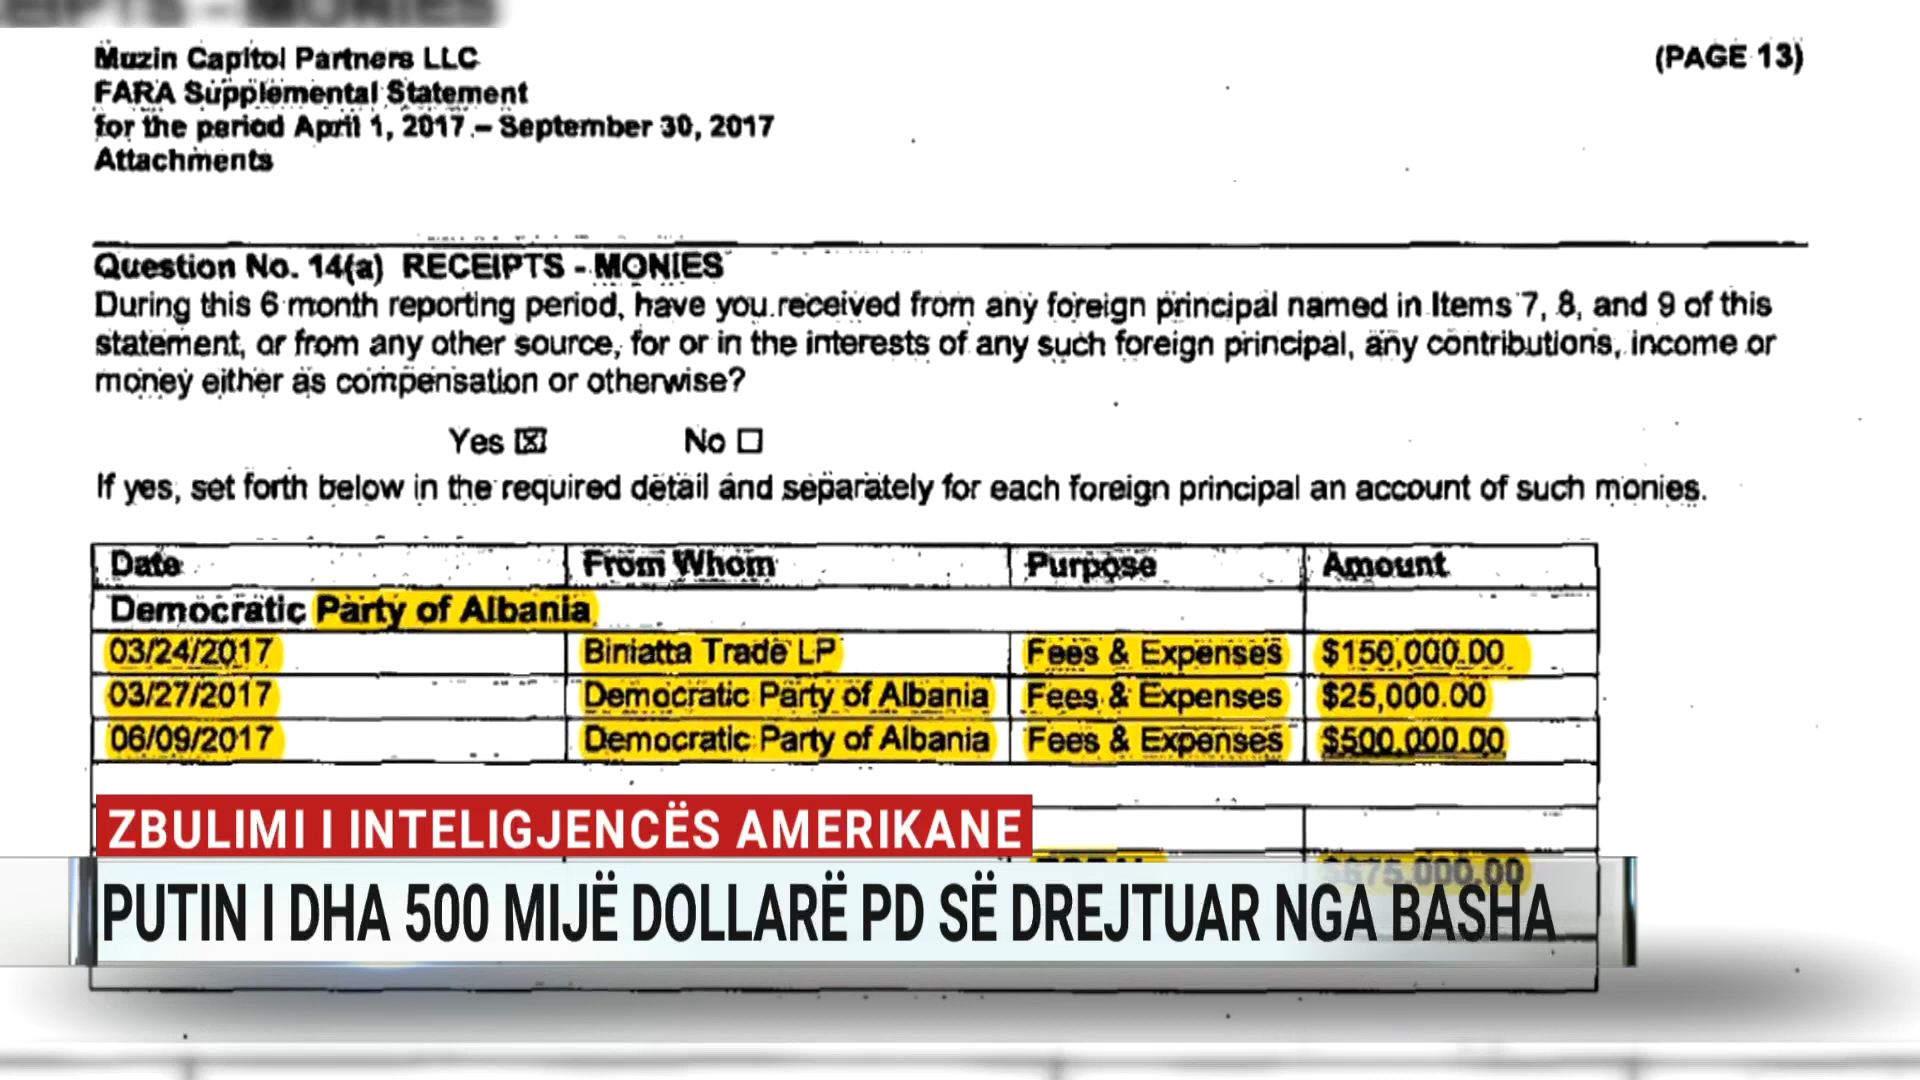 RECEIPTS - MONIES
Muzin Capitol Partners LLC
(PAGE 13)
FARA Supplemental Statement
for the period April 1, 2017 – September 30, 2017
Attachments
Question No. 14(a) RECEIPTS - MONIES
During this 6 month reporting period, have you received from any foreign principal named in Items 7, 8, and 9 of this
statement, or from any other source, for or in the interests of any such foreign principal, any contributions, income or
money either as compensation or otherwise?
Yes ☒ No ☐
If yes, set forth below in the required detail and separately for each foreign principal an account of such monies.
Date From Whom Purpose Amount
Democratic Party of Albania
03/24/2017 Biniatta Trade LP Fees & Expenses $150,000.00
03/27/2017 Democratic Party of Albania Fees & Expenses $25,000.00
06/09/2017 Democratic Party of Albania Fees & Expenses $500,000.00
ZBULIMI I INTELIGJENCËS AMERIKANE
$675,000.00
PUTIN I DHA 500 MIJË DOLLARË PD SË DREJTUAR NGA BASHA